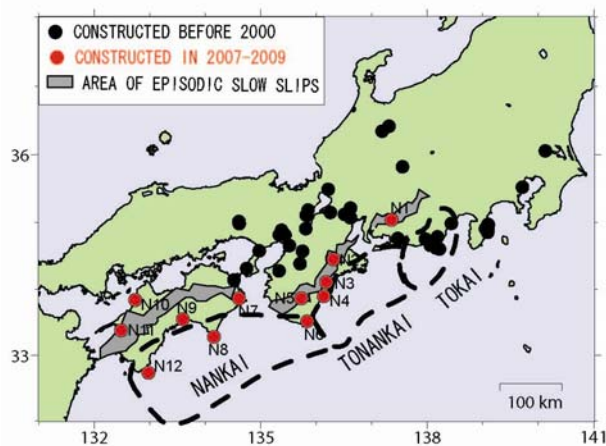 CONSTRUCTED BEFORE 2000
CONSTRUCTED IN 2007-2009
AREA OF EPISODIC SLOW SLIPS
36
N1
N2
N3
N5
N4
N10
N7
N9
N11
N6
N8
N12
33
NANKAI
TONANKAI
TOKAI
100 km
132
135
138
141